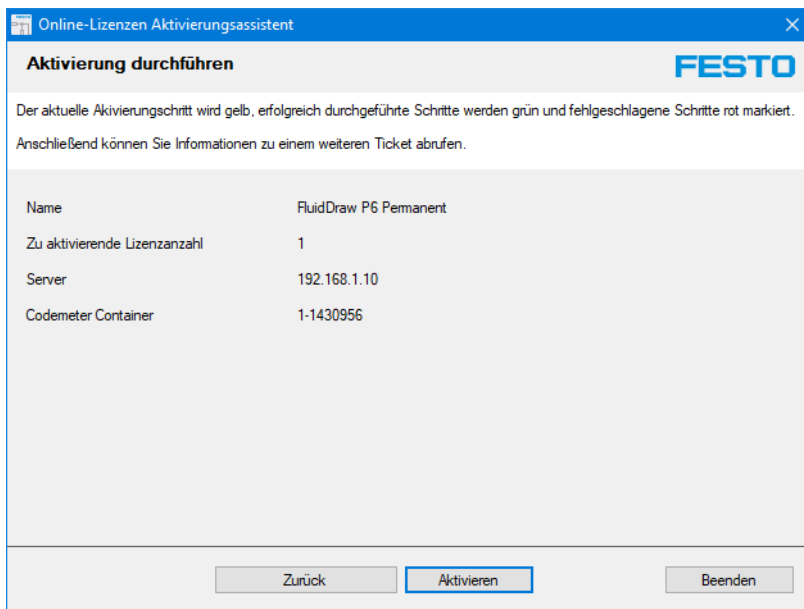 Online-Lizenzen Aktivierungsassistent
Aktivierung durchführen
FESTO
Der aktuelle Akivierungschritt wird gelb, erfolgreich durchgeführte Schritte werden grün und fehlgeschlagene Schritte rot markiert.
Anschließend können Sie Informationen zu einem weiteren Ticket abrufen.
Name FluidDraw P6 Permanent
Zu aktivierende Lizenzanzahl 1
Server 192.168.1.10
Codemeter Container 1-1430956
Zurück Aktivieren Beenden